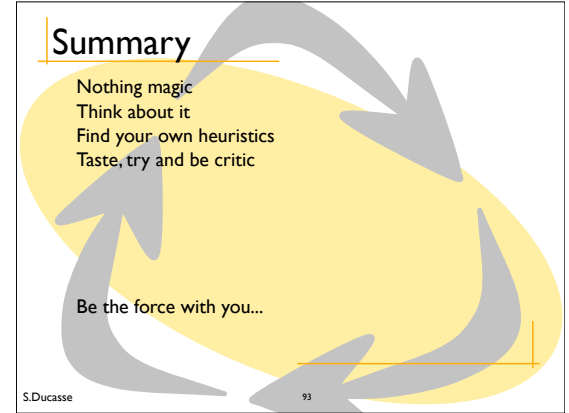 Summary
Nothing magic
Think about it
Find your own heuristics
Taste, try and be critic
Be the force with you...
S.Ducasse
93